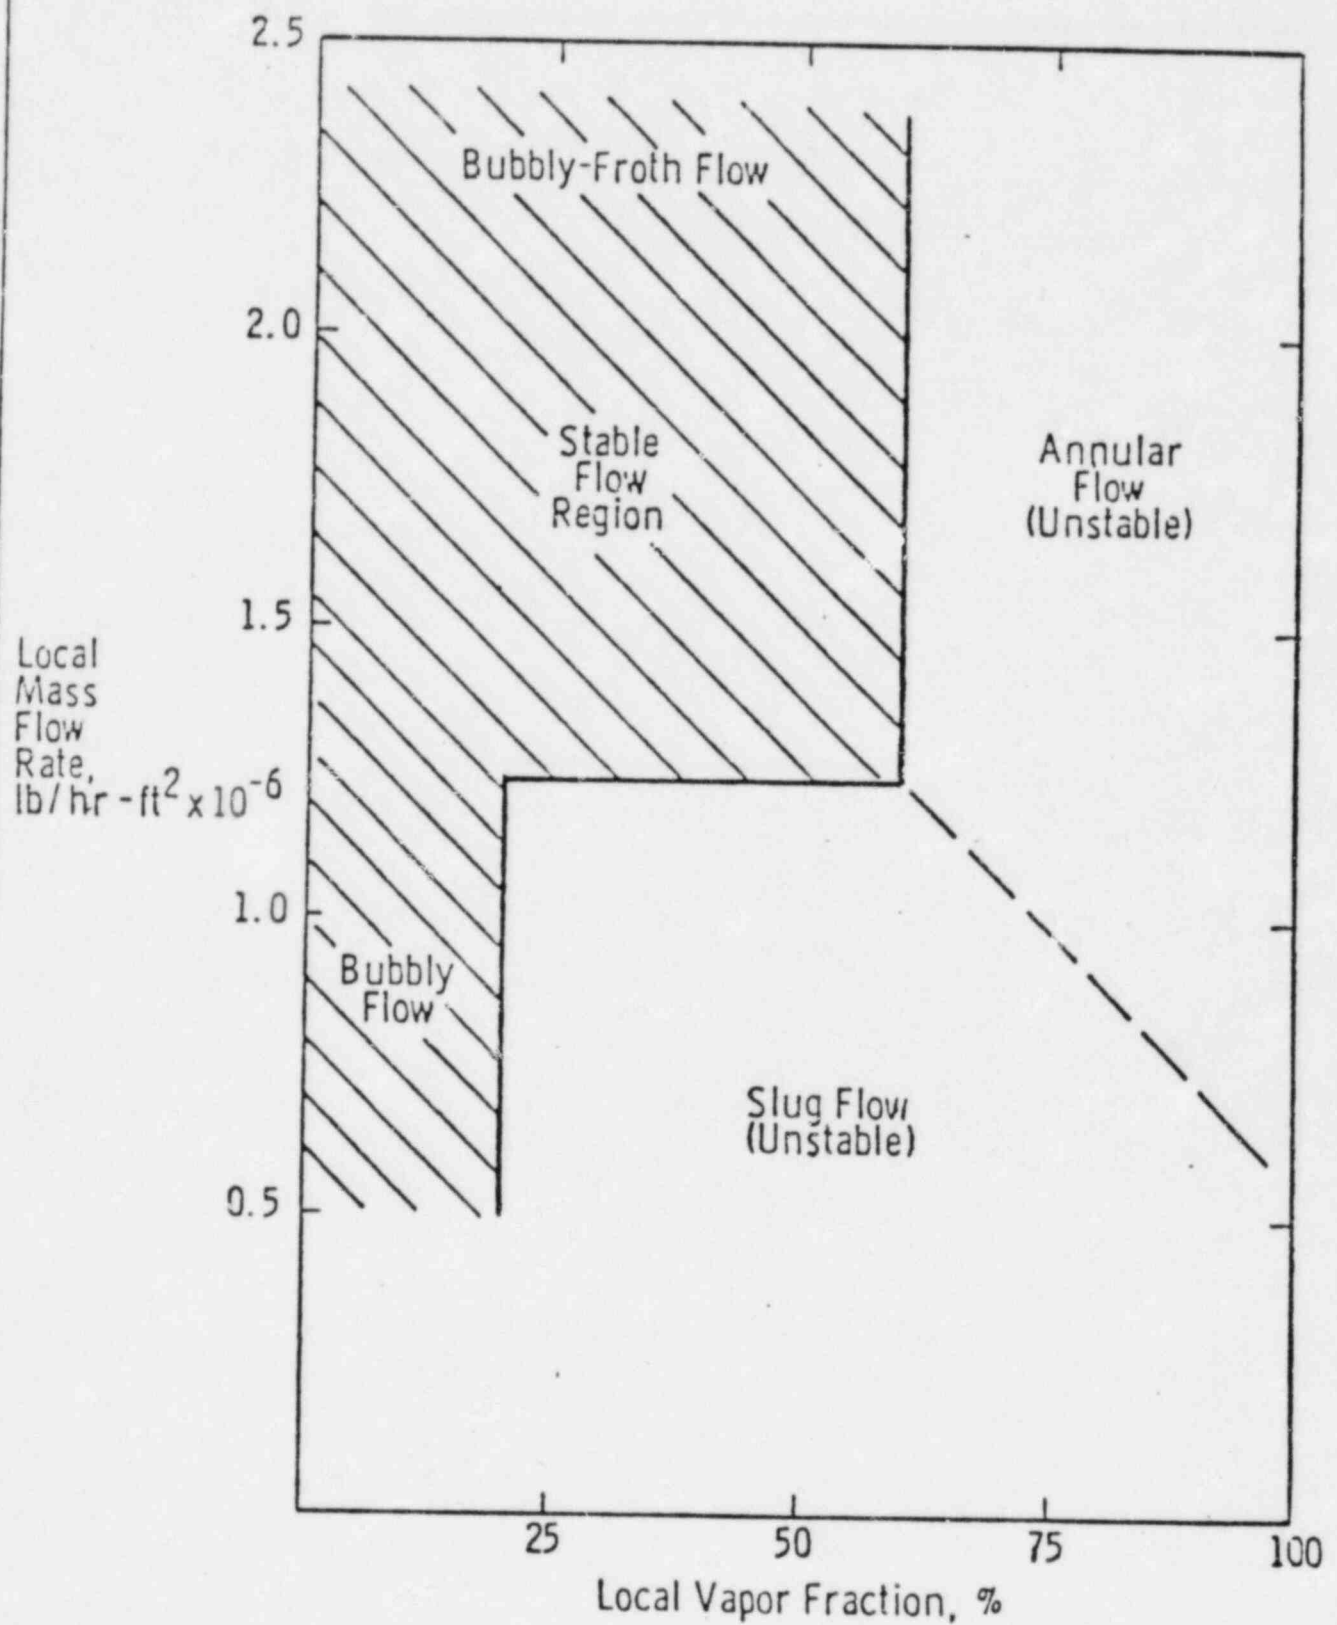 2.5
Bubbly-Froth Flow
2.0
Stable
Flow
Region
Annular
Flow
(Unstable)
1.5
Local
Mass
Flow
Rate,
lb/hr-ft² x 10⁻⁶
1.0
Bubbly
Flow
Slug Flow
(Unstable)
0.5
25
50
75
100
Local Vapor Fraction, %